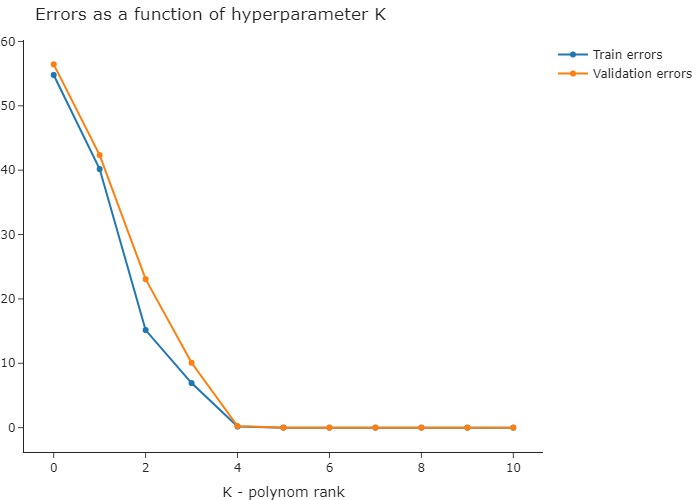 Errors as a function of hyperparameter K
Train errors
Validation errors
60
50
40
30
20
10
0
0 2 4 6 8 10
K - polynom rank